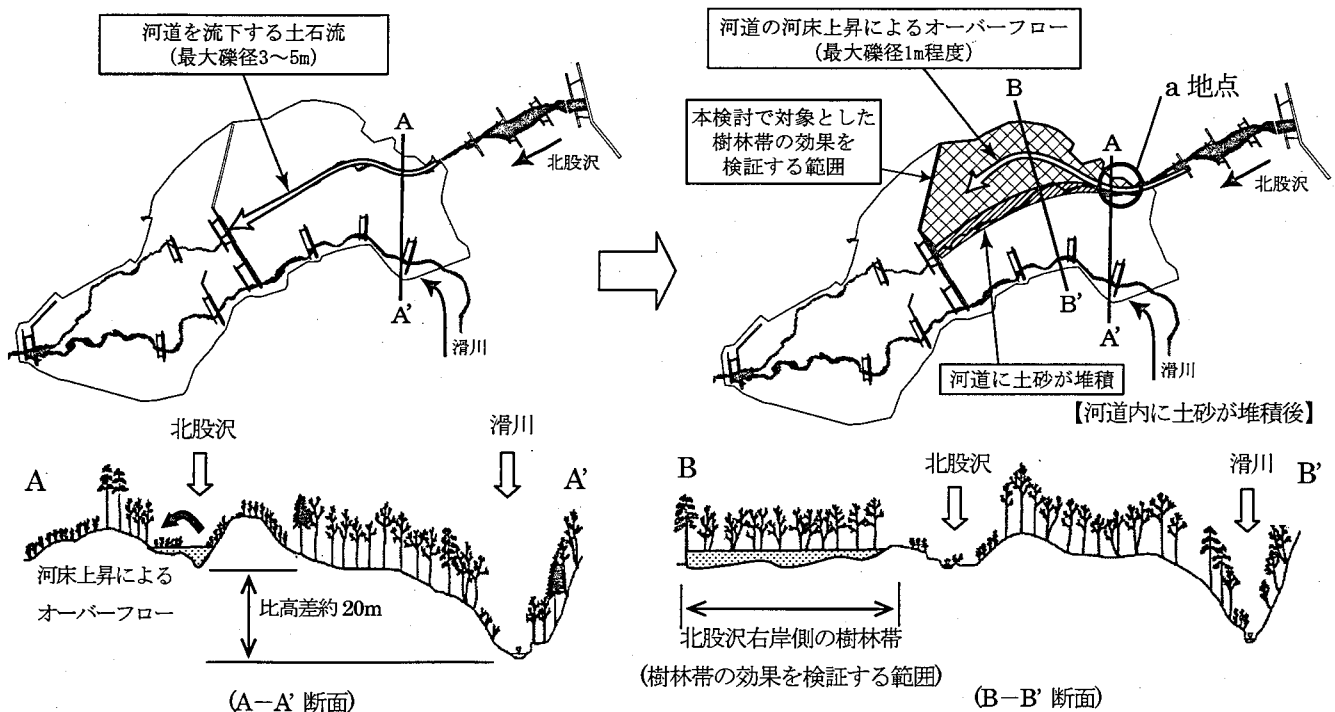 河道を流下する土石流
(最大礫径3～5m)
A
北股沢
A'
滑川
河道の河床上昇によるオーバーフロー
(最大礫径1m程度)
B
a 地点
本検討で対象とした
樹林帯の効果を
検証する範囲
A
北股沢
B'
A'
滑川
河道に土砂が堆積
【河道内に土砂が堆積後】
北股沢
滑川
A
A'
河床上昇による
オーバーフロー
比高差約 20m
(A－A' 断面)
B
北股沢
滑川
B'
北股沢右岸側の樹林帯
(樹林帯の効果を検証する範囲)
(B－B' 断面)